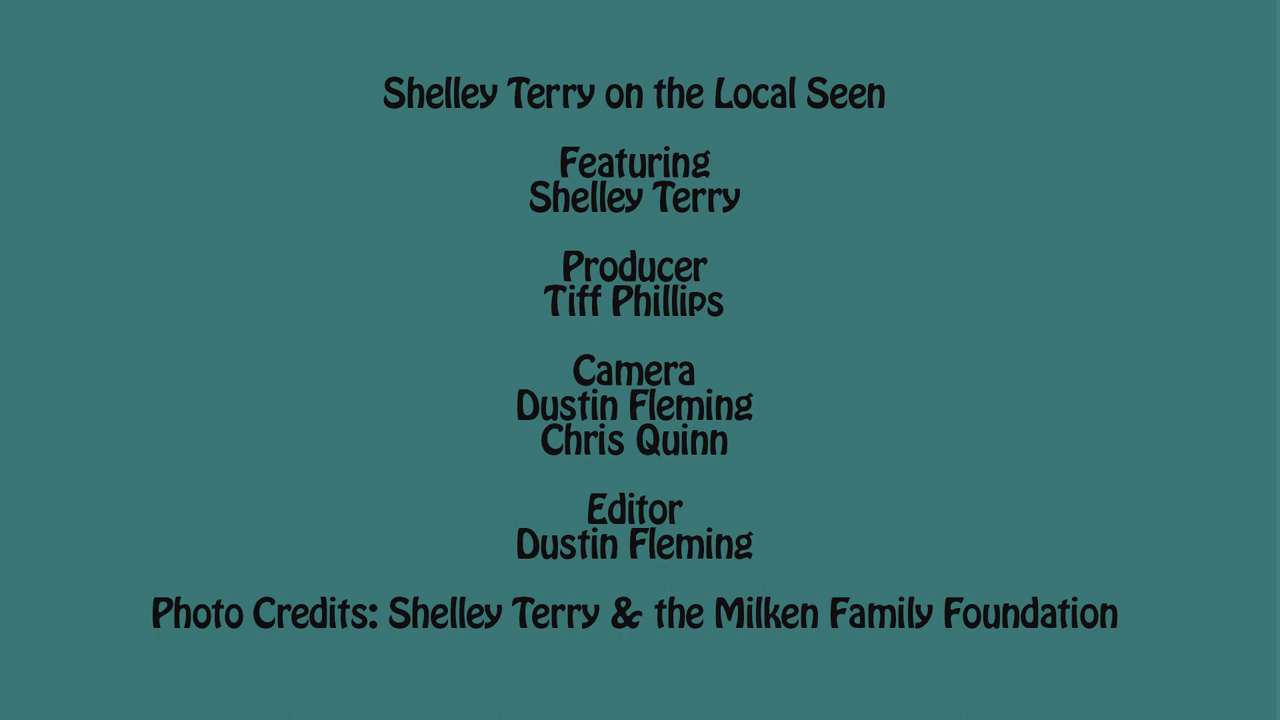 Shelley Terry on the Local Seen
Featuring
Shelley Terry
Producer
Tiff Phillips
Camera
Dustin Fleming
Chris Quinn
Editor
Dustin Fleming
Photo Credits: Shelley Terry & the Milken Family Foundation